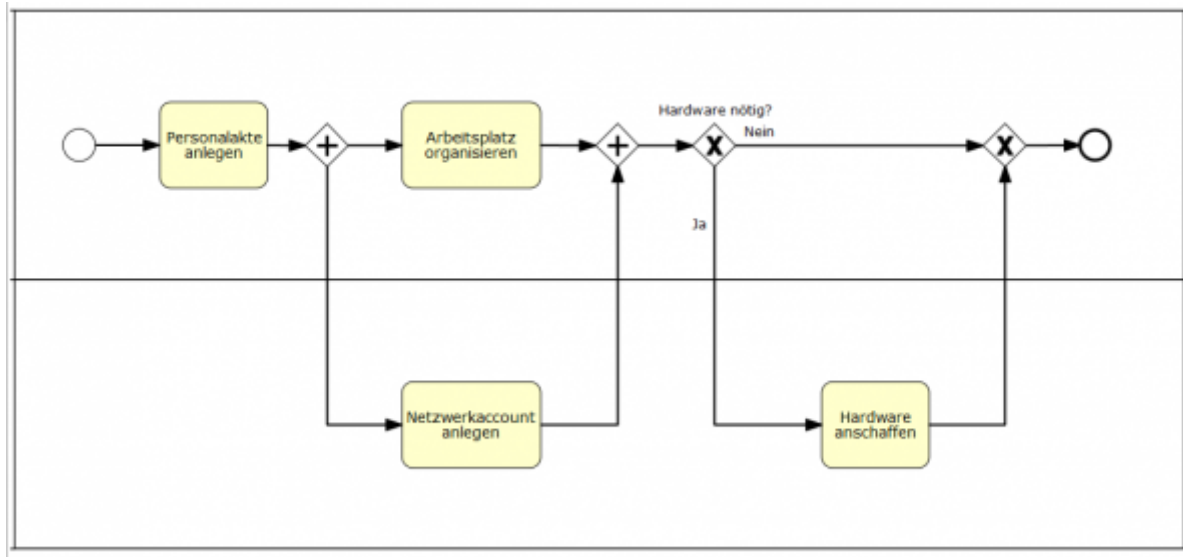 Personalakte
anlegen
Arbeitsplatz
organisieren
Hardware nötig?
Nein
Ja
Netzwerkaccount
anlegen
Hardware
anschaffen